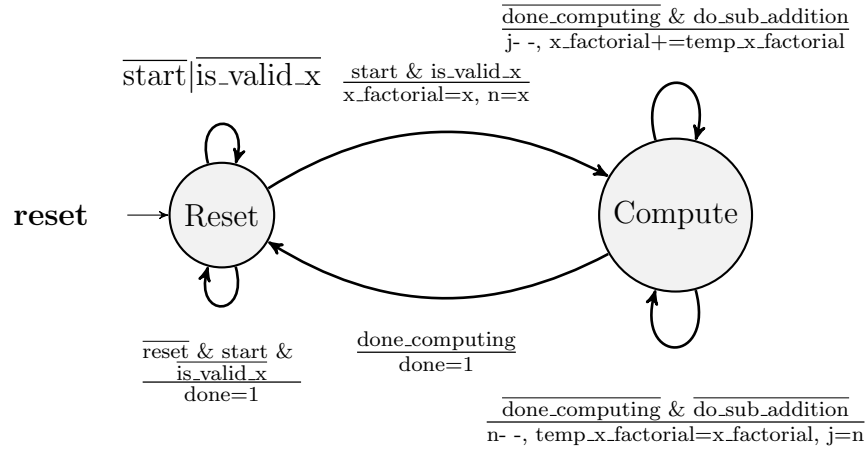 done_computing & do_sub_addition
j- -, x_factorial+=temp_x_factorial
start|is_valid_x
start & is_valid_x
x_factorial=x, n=x
reset
Reset
Compute
reset & start &
is_valid_x
done=1
done_computing
done=1
done_computing & do_sub_addition
n- -, temp_x_factorial=x_factorial, j=n